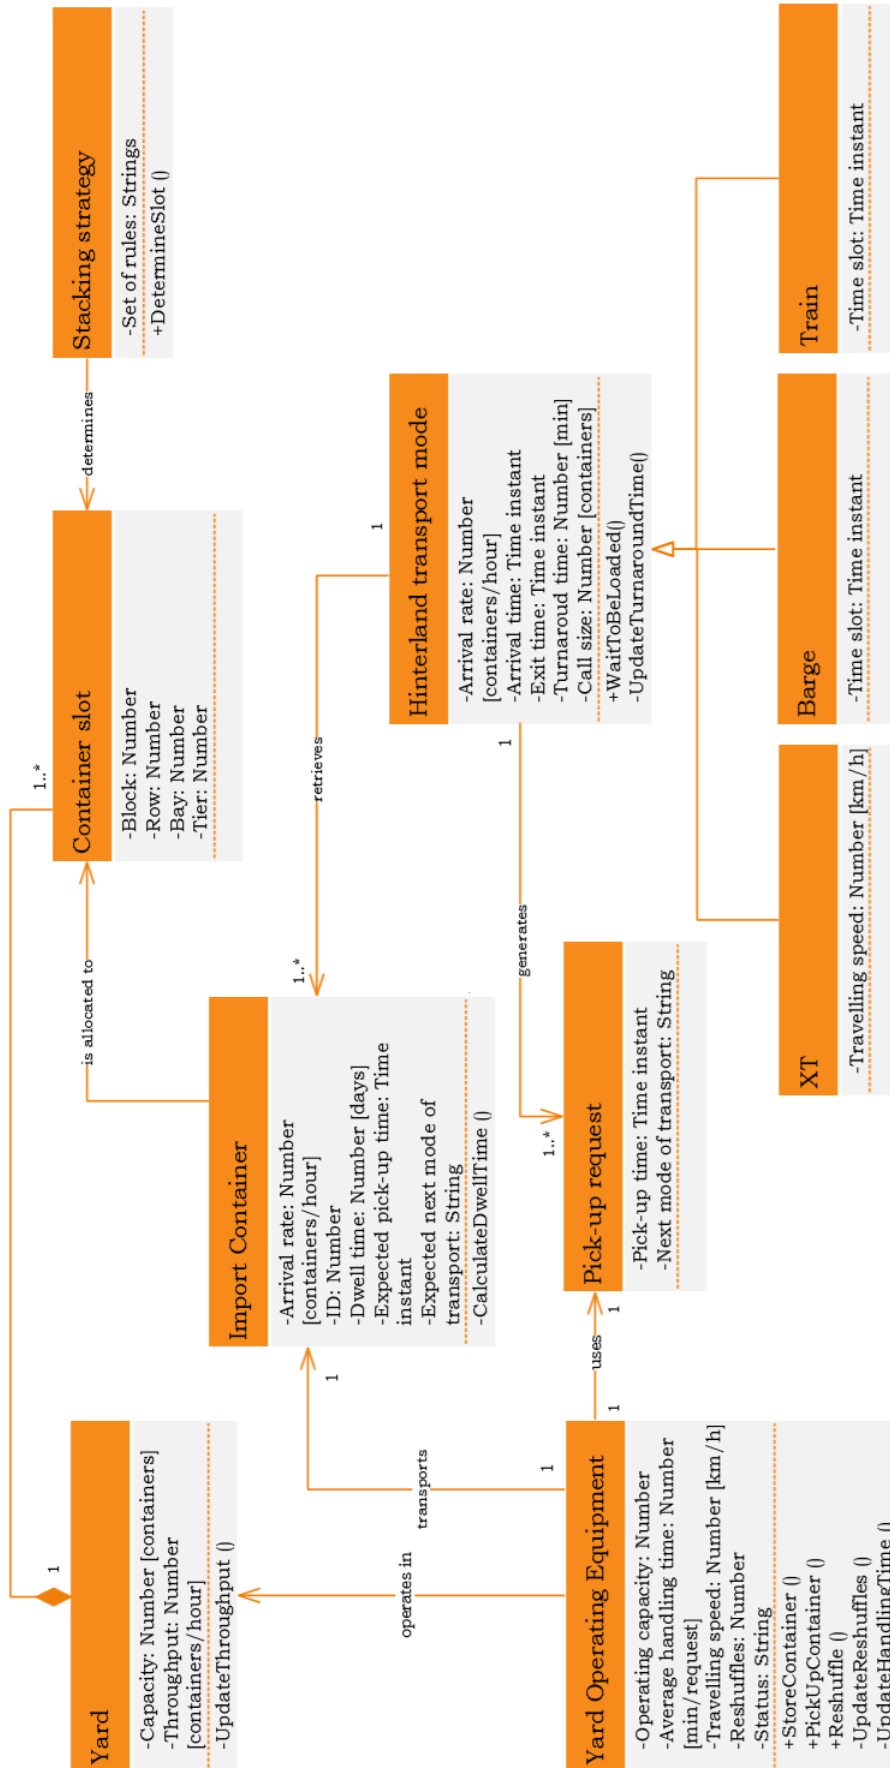 Yard
-Capacity: Number [containers]
-Throughput: Number
[containers/hour]
-UpdateThroughput ()
1
1..*
Container slot
-Block: Number
-Row: Number
-Bay: Number
-Tier: Number
determines
Stacking strategy
-Set of rules: Strings
+DetermineSlot ()
is allocated to
Import Container
-Arrival rate: Number
[containers/hour]
-ID: Number
-Dwell time: Number [days]
-Expected pick-up time: Time
instant
-Expected next mode of
transport: String
-CalculateDwellTime ()
1..*
retrieves
1
Hinterland transport mode
-Arrival rate: Number
[containers/hour]
-Arrival time: Time instant
-Exit time: Time instant
-Turnaroud time: Number [min]
-Call size: Number [containers]
+WaitToBeLoaded()
-UpdateTurnaroundTime()
operates in
transports
1
1
1..*
generates
1
Yard Operating Equipment
-Operating capacity: Number
-Average handling time: Number
[min/request]
-Travelling speed: Number [km/h]
-Reshuffles: Number
-Status: String
+StoreContainer ()
+PickUpContainer ()
+Reshuffle ()
-UpdateReshuffles ()
-UpdateHandlingTime ()
1
uses
1
Pick-up request
-Pick-up time: Time instant
-Next mode of transport: String
XT
-Travelling speed: Number [km/h]
Barge
-Time slot: Time instant
Train
-Time slot: Time instant